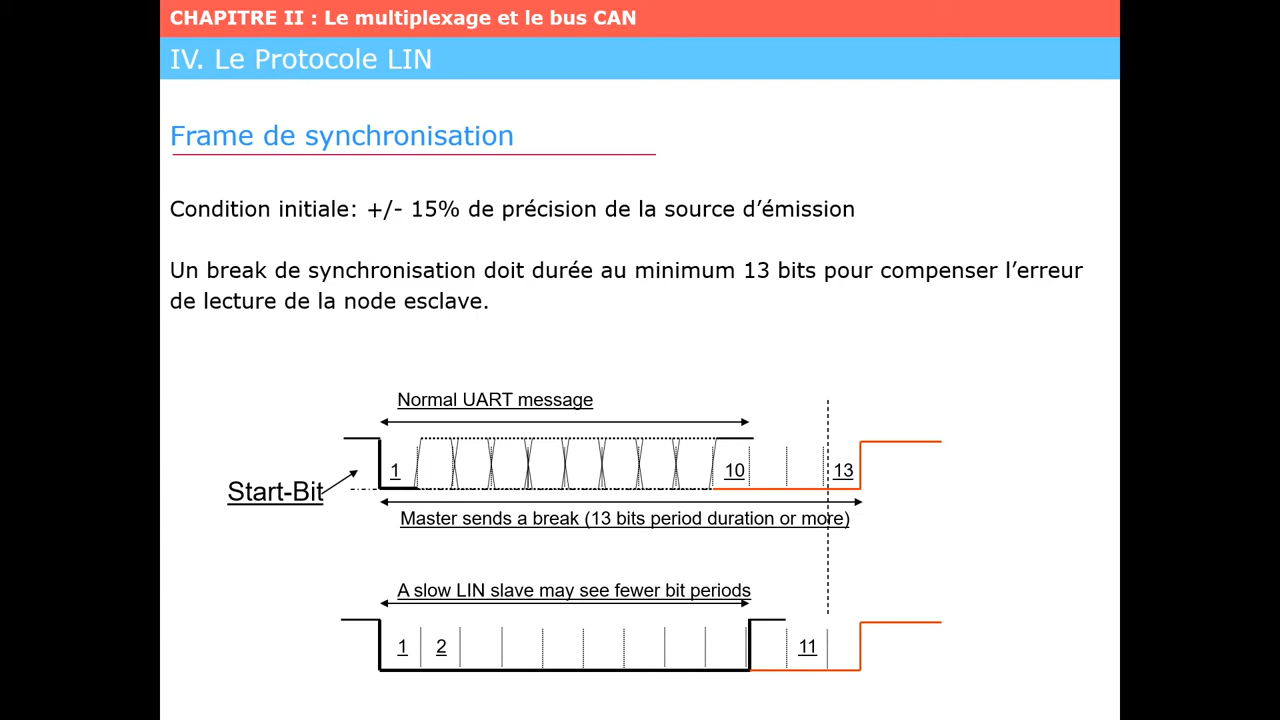 CHAPITRE II : Le multiplexage et le bus CAN
IV. Le Protocole LIN
Frame de synchronisation
Condition initiale: +/- 15% de précision de la source d’émission
Un break de synchronisation doit durée au minimum 13 bits pour compenser l’erreur
de lecture de la node esclave.
Normal UART message
1 10 13
Start-Bit
Master sends a break (13 bits period duration or more)
A slow LIN slave may see fewer bit periods
1 2 11